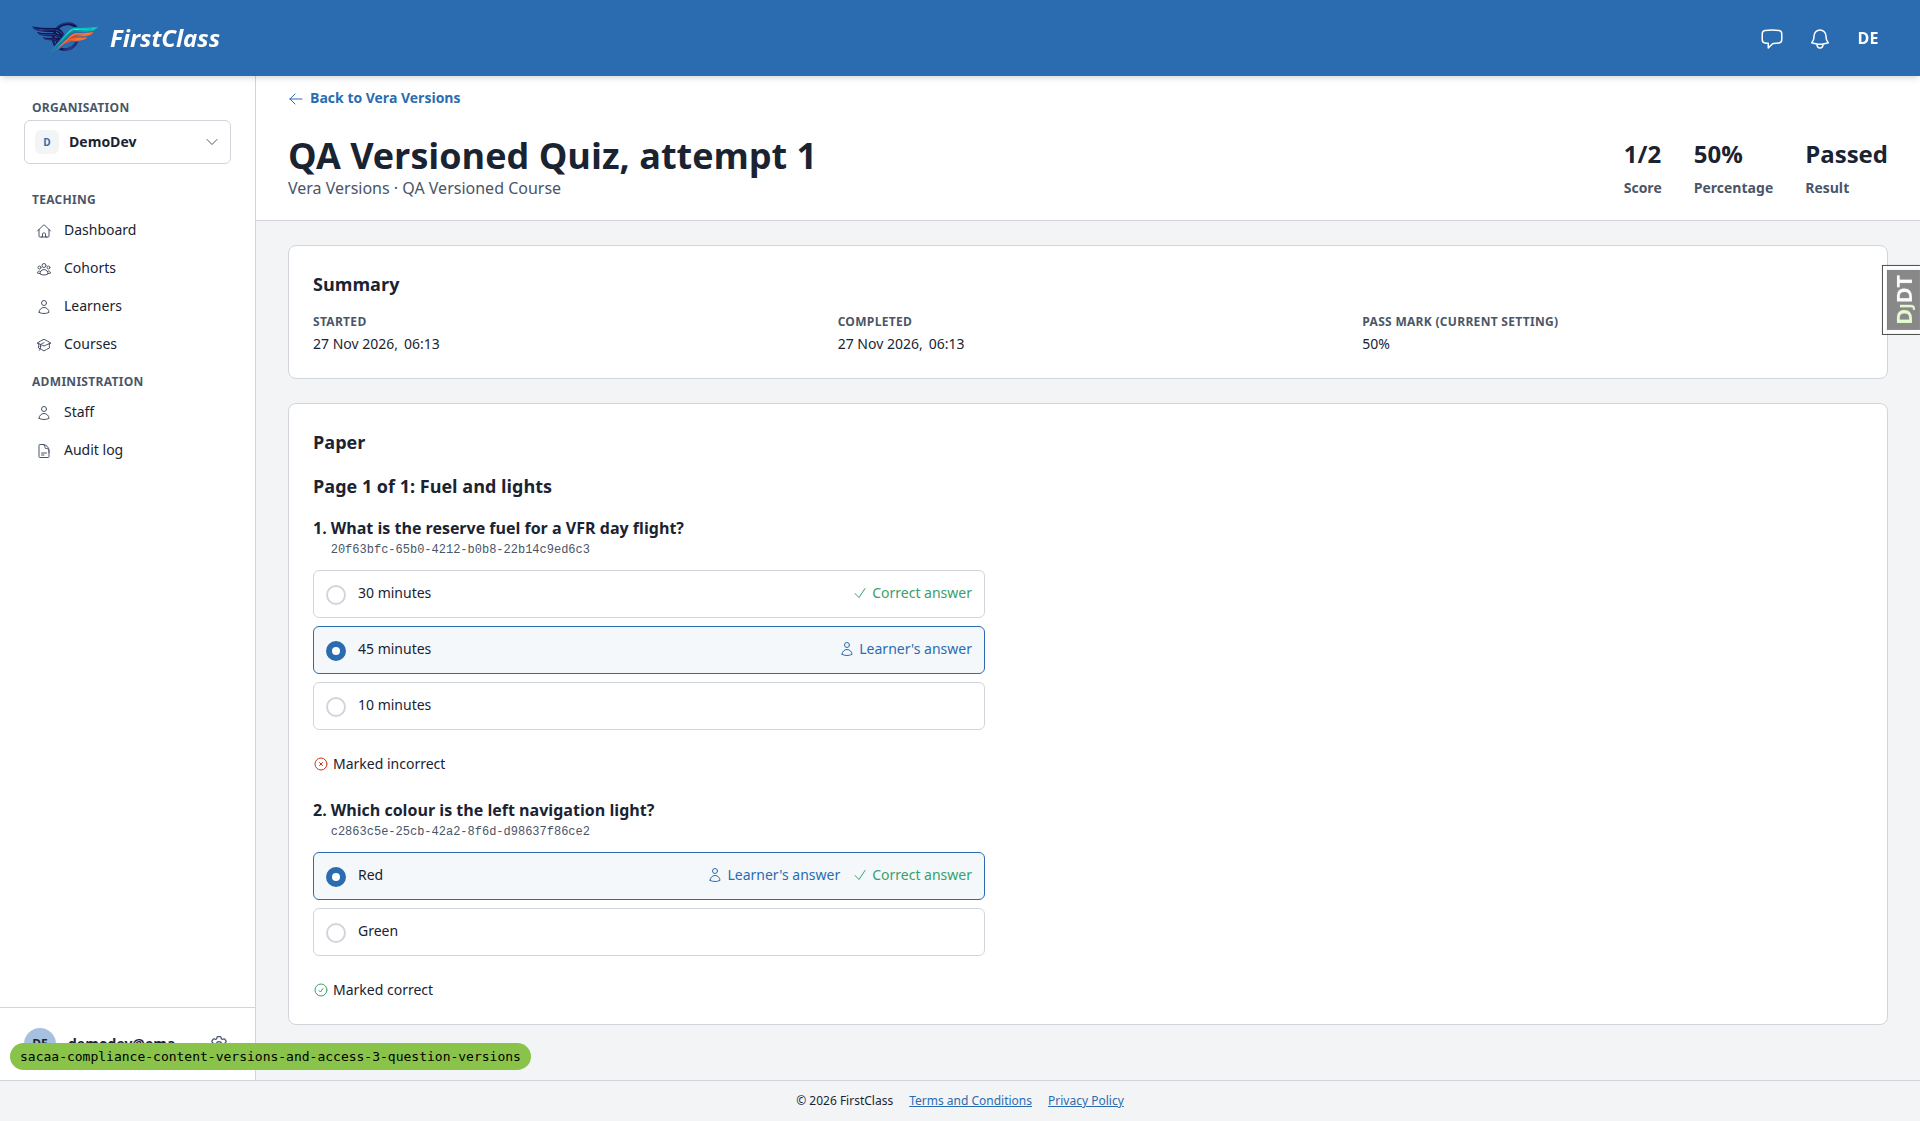 FirstClass
DE
ORGANISATION
D DemoDev
TEACHING
Dashboard
Cohorts
Learners
Courses
ADMINISTRATION
Staff
Audit log
Back to Vera Versions
QA Versioned Quiz, attempt 1
Vera Versions · QA Versioned Course
1/2 50% Passed
Score Percentage Result
Summary
STARTED COMPLETED PASS MARK (CURRENT SETTING)
27 Nov 2026, 06:13 27 Nov 2026, 06:13 50%
DjDT
Paper
Page 1 of 1: Fuel and lights
1. What is the reserve fuel for a VFR day flight?
20f63bfc-65b0-4212-b0b8-22b14c9ed6c3
30 minutes Correct answer
45 minutes Learner's answer
10 minutes
Marked incorrect
2. Which colour is the left navigation light?
c2863c5e-25cb-42a2-8f6d-d98637f86ce2
Red Learner's answer Correct answer
Green
Marked correct
sacaa-compliance-content-versions-and-access-3-question-versions
© 2026 FirstClass Terms and Conditions Privacy Policy